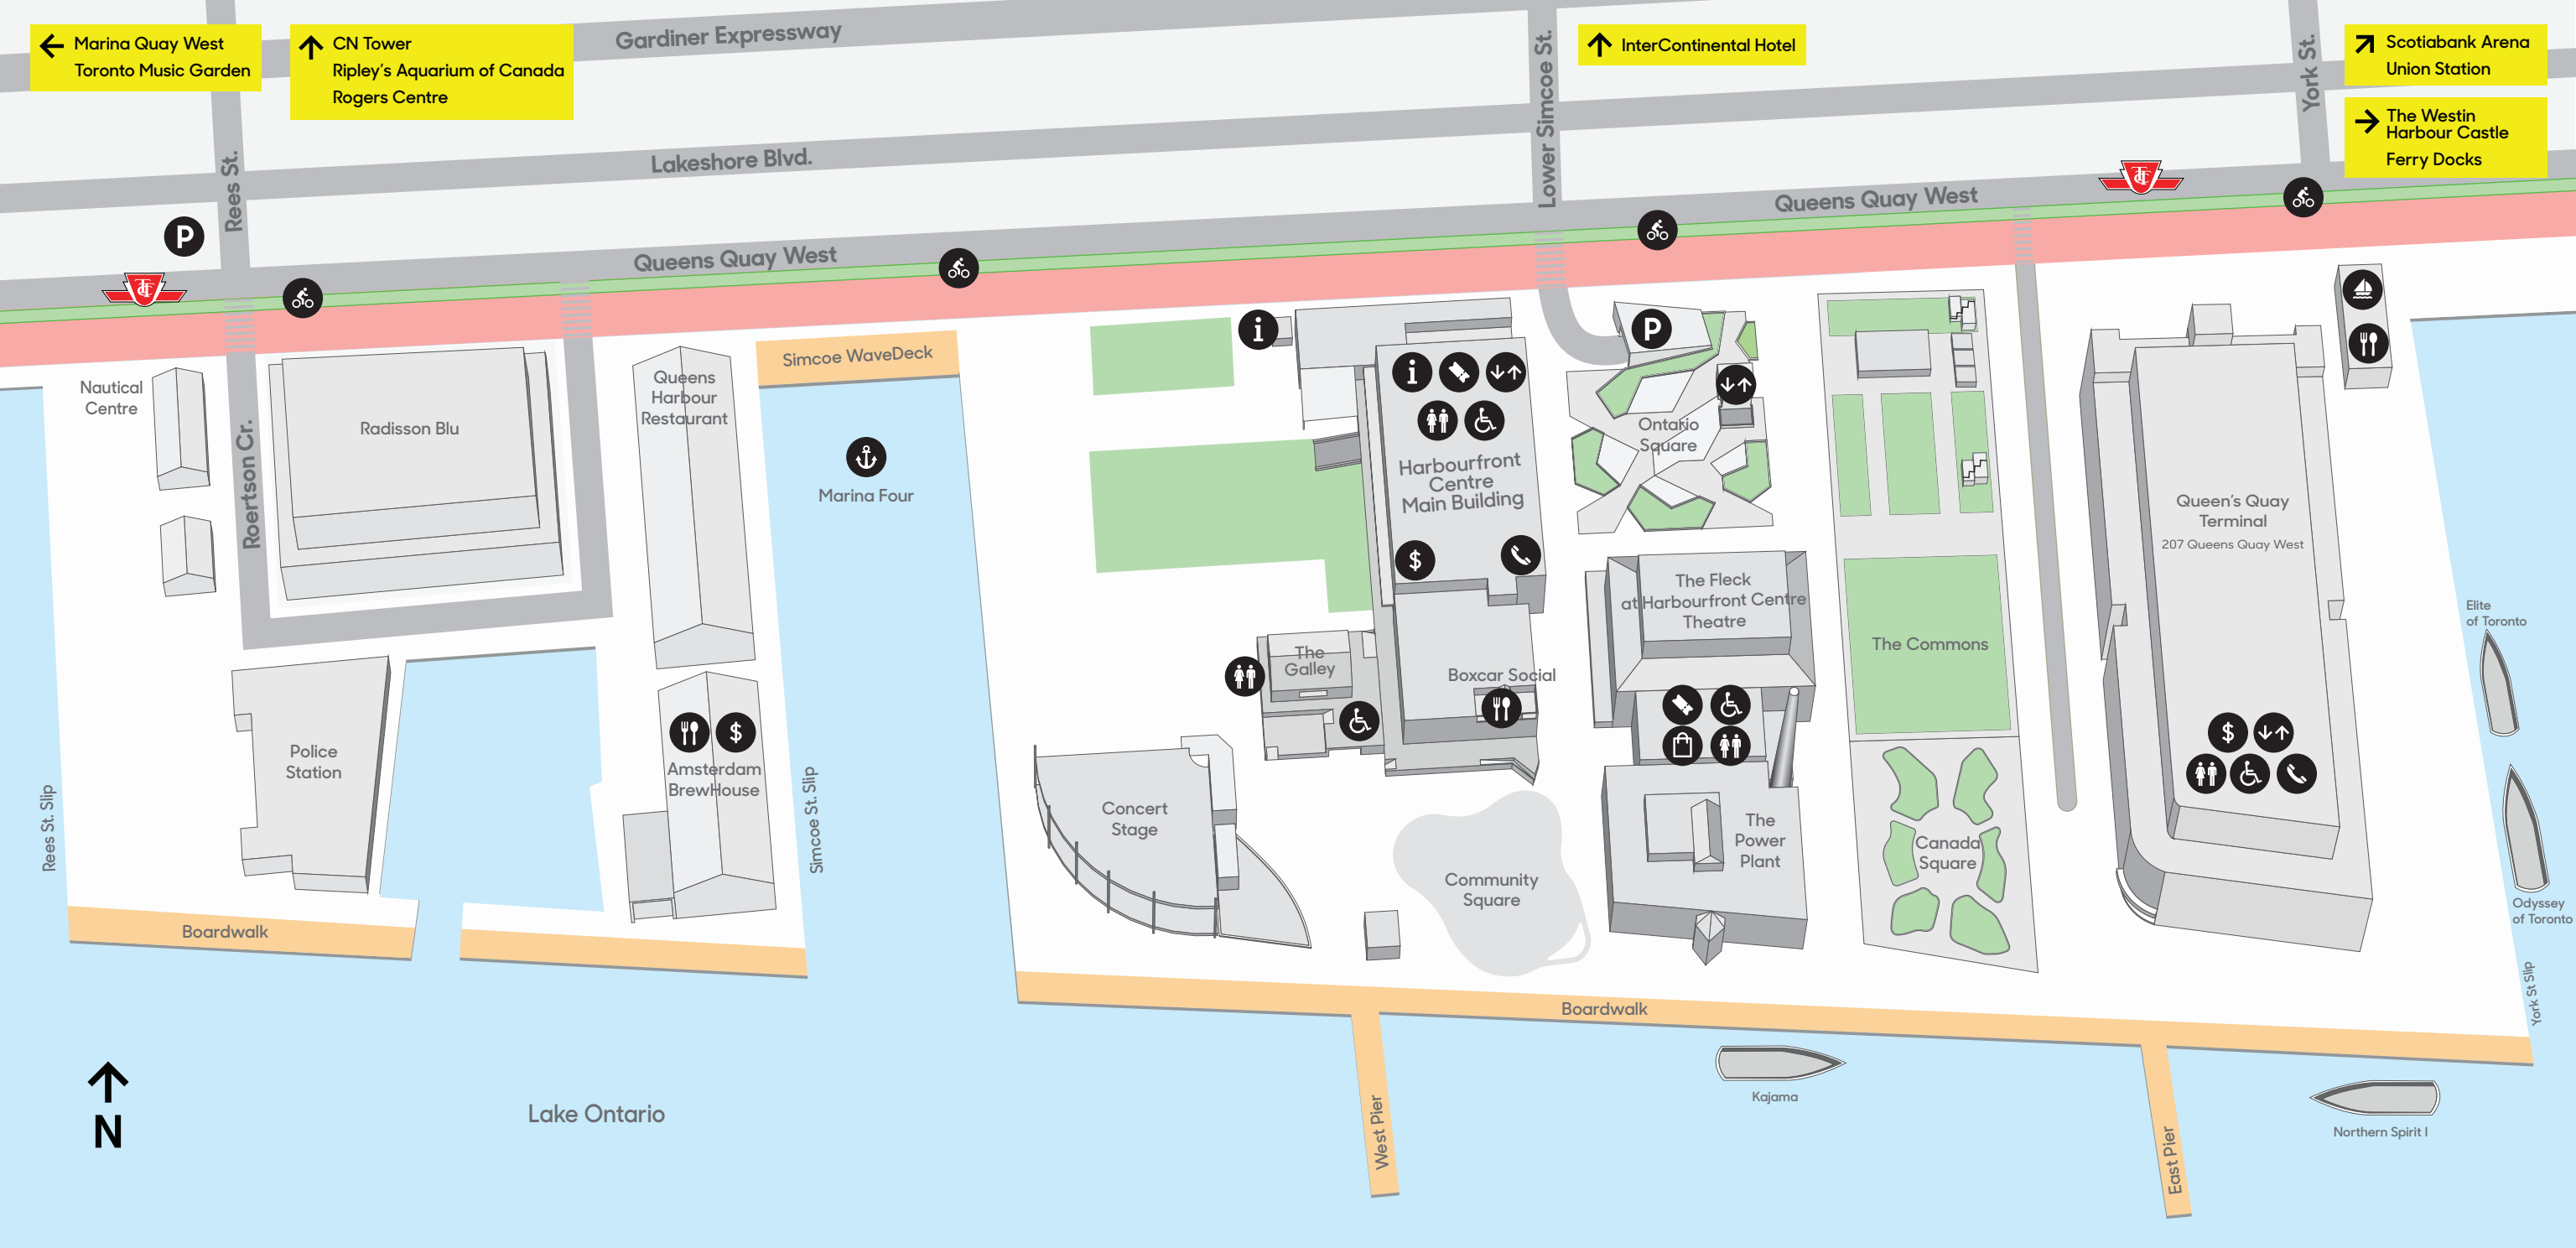 Marina Quay West
Toronto Music Garden
CN Tower
Ripley's Aquarium of Canada
Rogers Centre
Gardiner Expressway
InterContinental Hotel
Scotiabank Arena
Union Station
The Westin
Harbour Castle
Ferry Docks
Rees St.
Lakeshore Blvd.
Lower Simcoe St.
York St.
P
TTC
Queens Quay West
Queens Quay West
TTC
Nautical
Centre
Roertson Cr.
Radisson Blu
Queens
Harbour
Restaurant
Simcoe WaveDeck
Marina Four
i
i
P
Harbourfront
Centre
Main Building
$
Ontario
Square
Queen's Quay
Terminal
207 Queens Quay West
The Fleck
at Harbourfront Centre
Theatre
The Commons
Elite
of Toronto
The
Galley
Boxcar Social
Police
Station
$
Amsterdam
BrewHouse
Rees St. Slip
Simcoe St. Slip
Concert
Stage
Community
Square
The
Power
Plant
Canada
Square
$
Odyssey
of Toronto
York St Slip
Boardwalk
Boardwalk
N
Lake Ontario
West Pier
Kajama
East Pier
Northern Spirit I